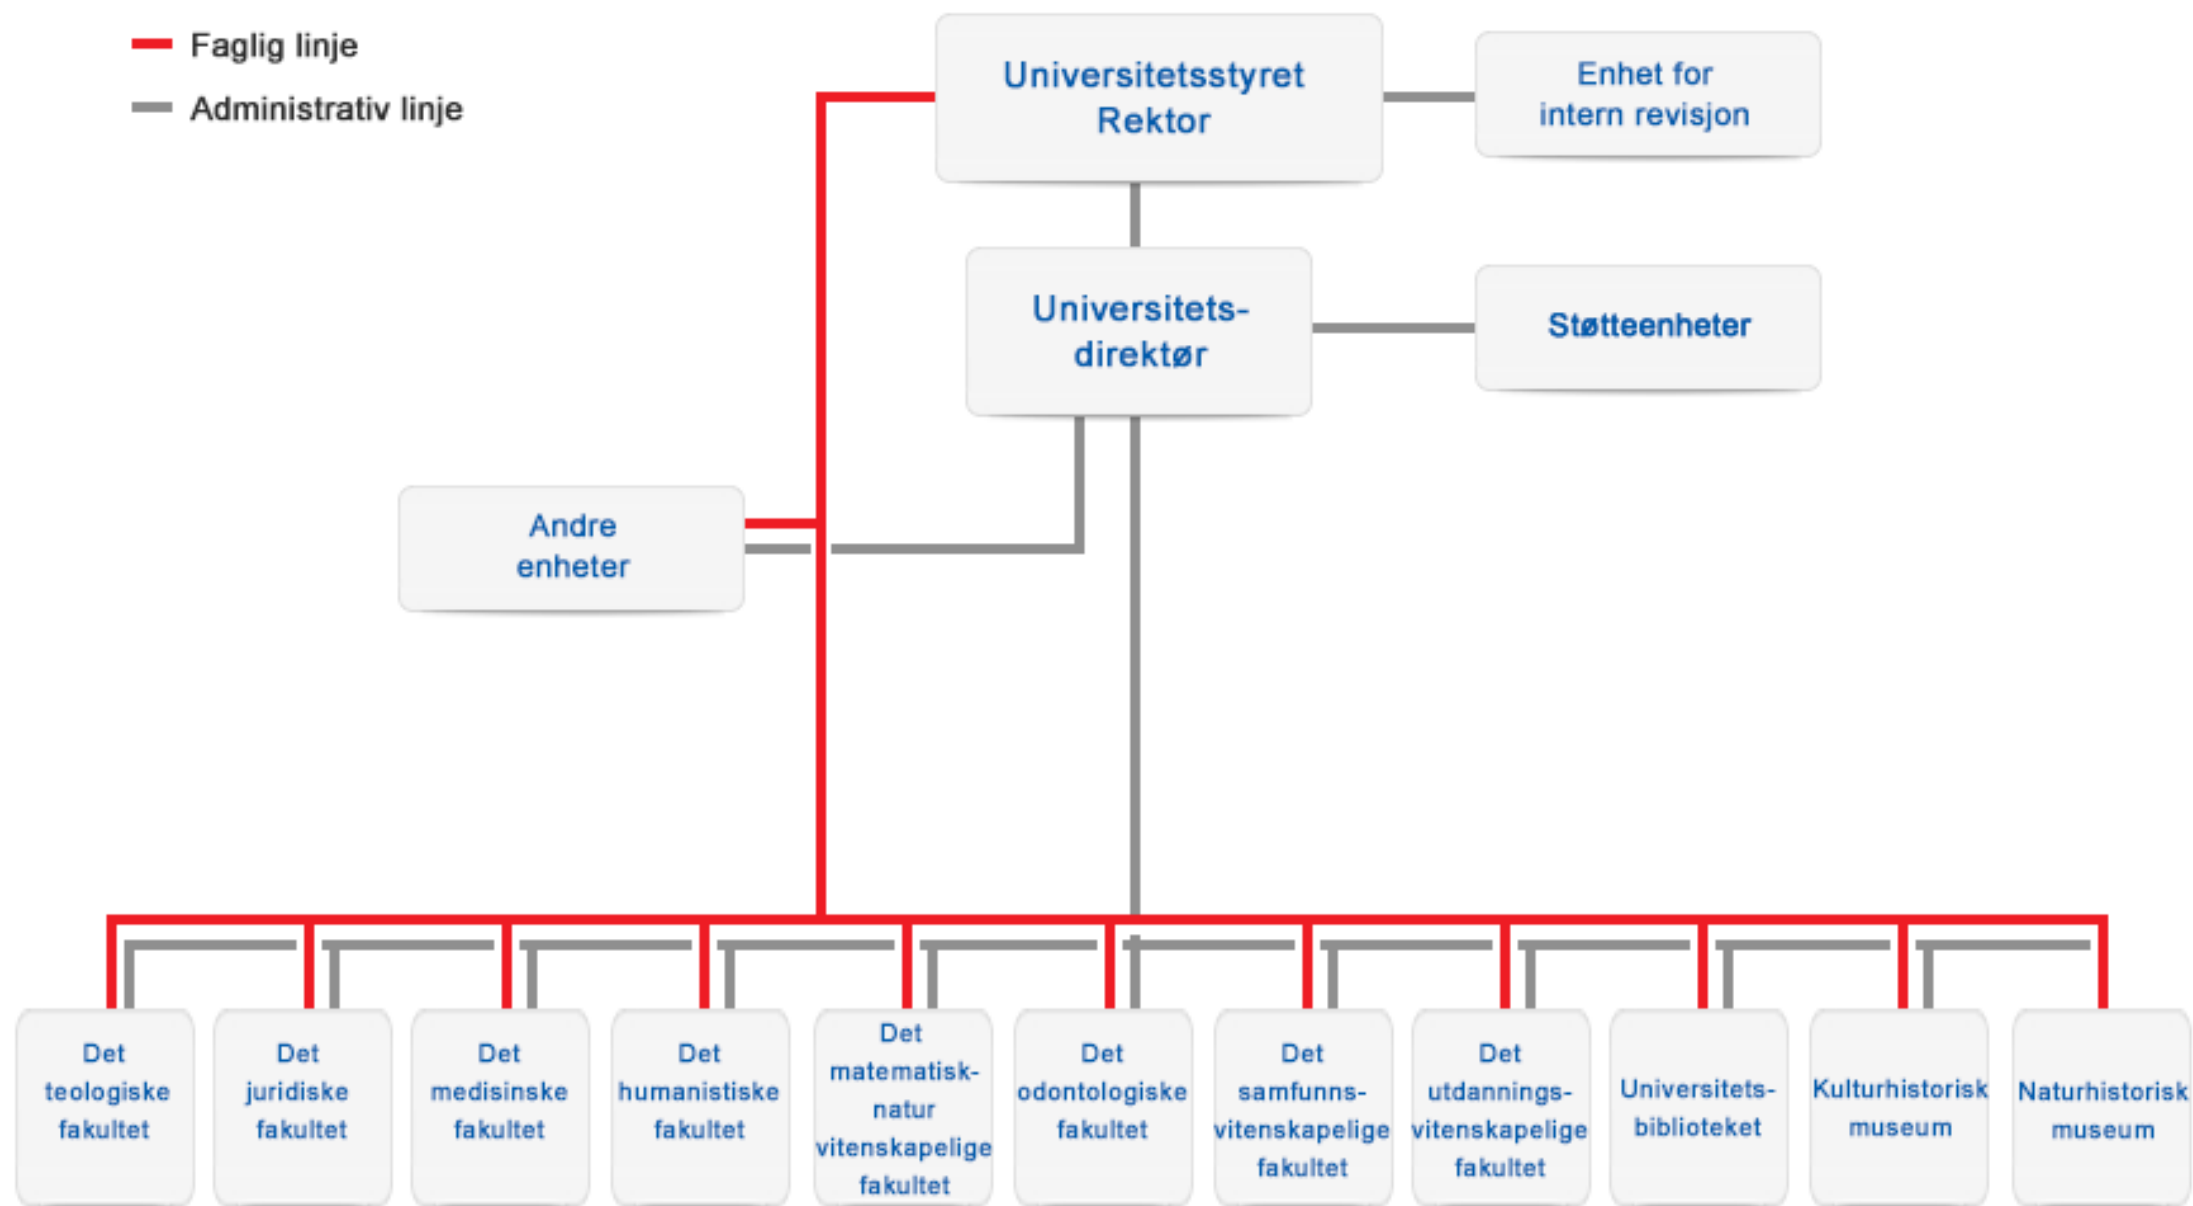 Faglig linje
Administrativ linje
Universitetsstyret
Rektor
Enhet for
intern revisjon
Universitets-
direktør
Støtteenheter
Andre
enheter
Det
teologiske
fakultet
Det
juridiske
fakultet
Det
medisinske
fakultet
Det
humanistiske
fakultet
Det
matematisk-
natur
vitenskapelige
fakultet
Det
odontologiske
fakultet
Det
samfunns-
vitenskapelige
fakultet
Det
utdannings-
vitenskapelige
fakultet
Universitets-
biblioteket
Kulturhistorisk
museum
Naturhistorisk
museum